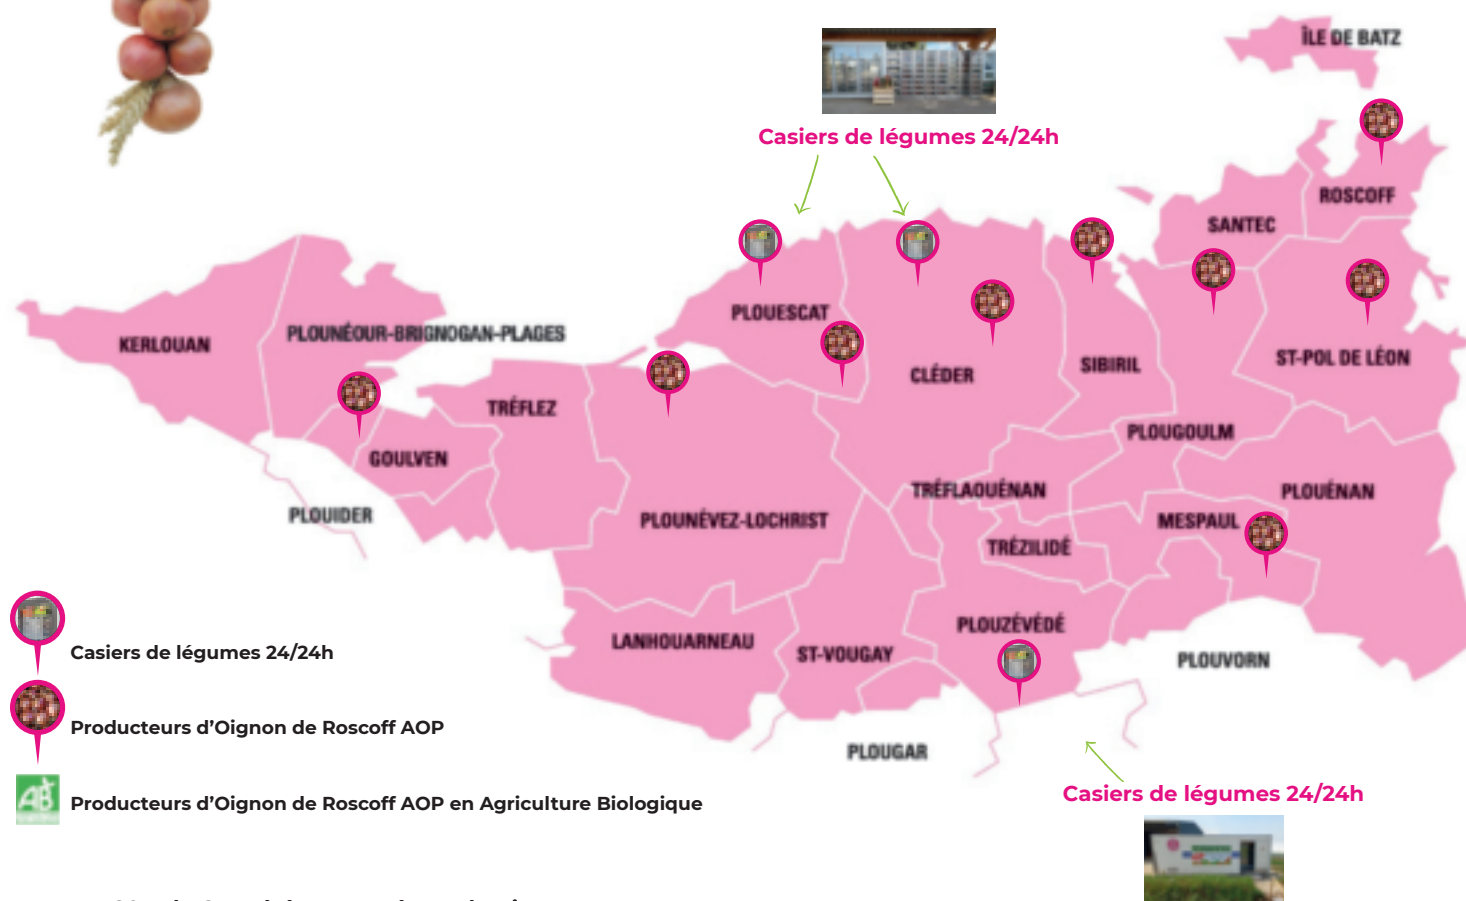 ÎLE DE BATZ
Casiers de légumes 24/24h
ROSCOFF
SANTEC
PLOUESCAT
KERLOUAN
PLOUNÉOUR-BRIGNOGAN-PLAGES
CLÉDER
SIBIRIL
ST-POL DE LÉON
TRÉFLEZ
PLOUGOULM
GOULVEN
TRÉFLAOUÉNAN
PLOUÉNAN
PLOUIDER
PLOUNÉVEZ-LOCHRIST
MESPAUL
TRÉZILIDÉ
PLOUZÉVÉDÉ
LANHOUARNEAU
ST-VOUGAY
PLOUVORN
Casiers de légumes 24/24h
Producteurs d’Oignon de Roscoff AOP
PLOUGAR
AB
Producteurs d’Oignon de Roscoff AOP en Agriculture Biologique
Casiers de légumes 24/24h